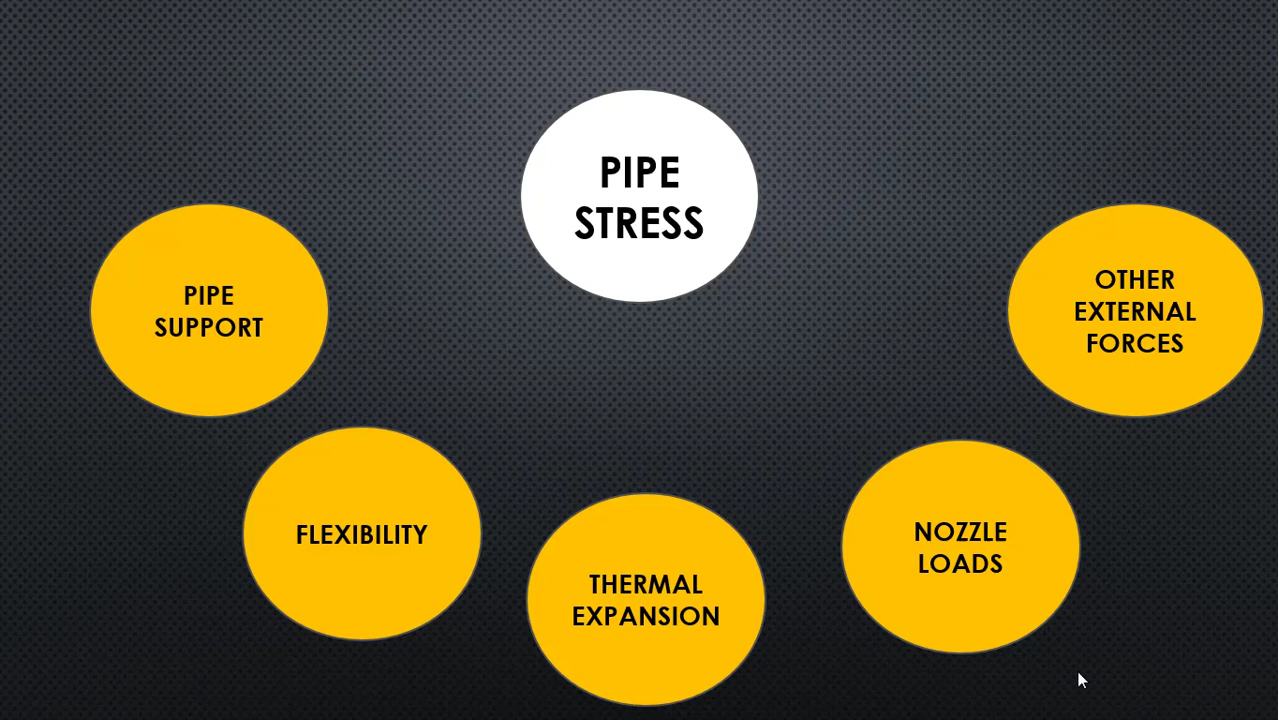 PIPE
STRESS
PIPE
SUPPORT
FLEXIBILITY
THERMAL
EXPANSION
NOZZLE
LOADS
OTHER
EXTERNAL
FORCES